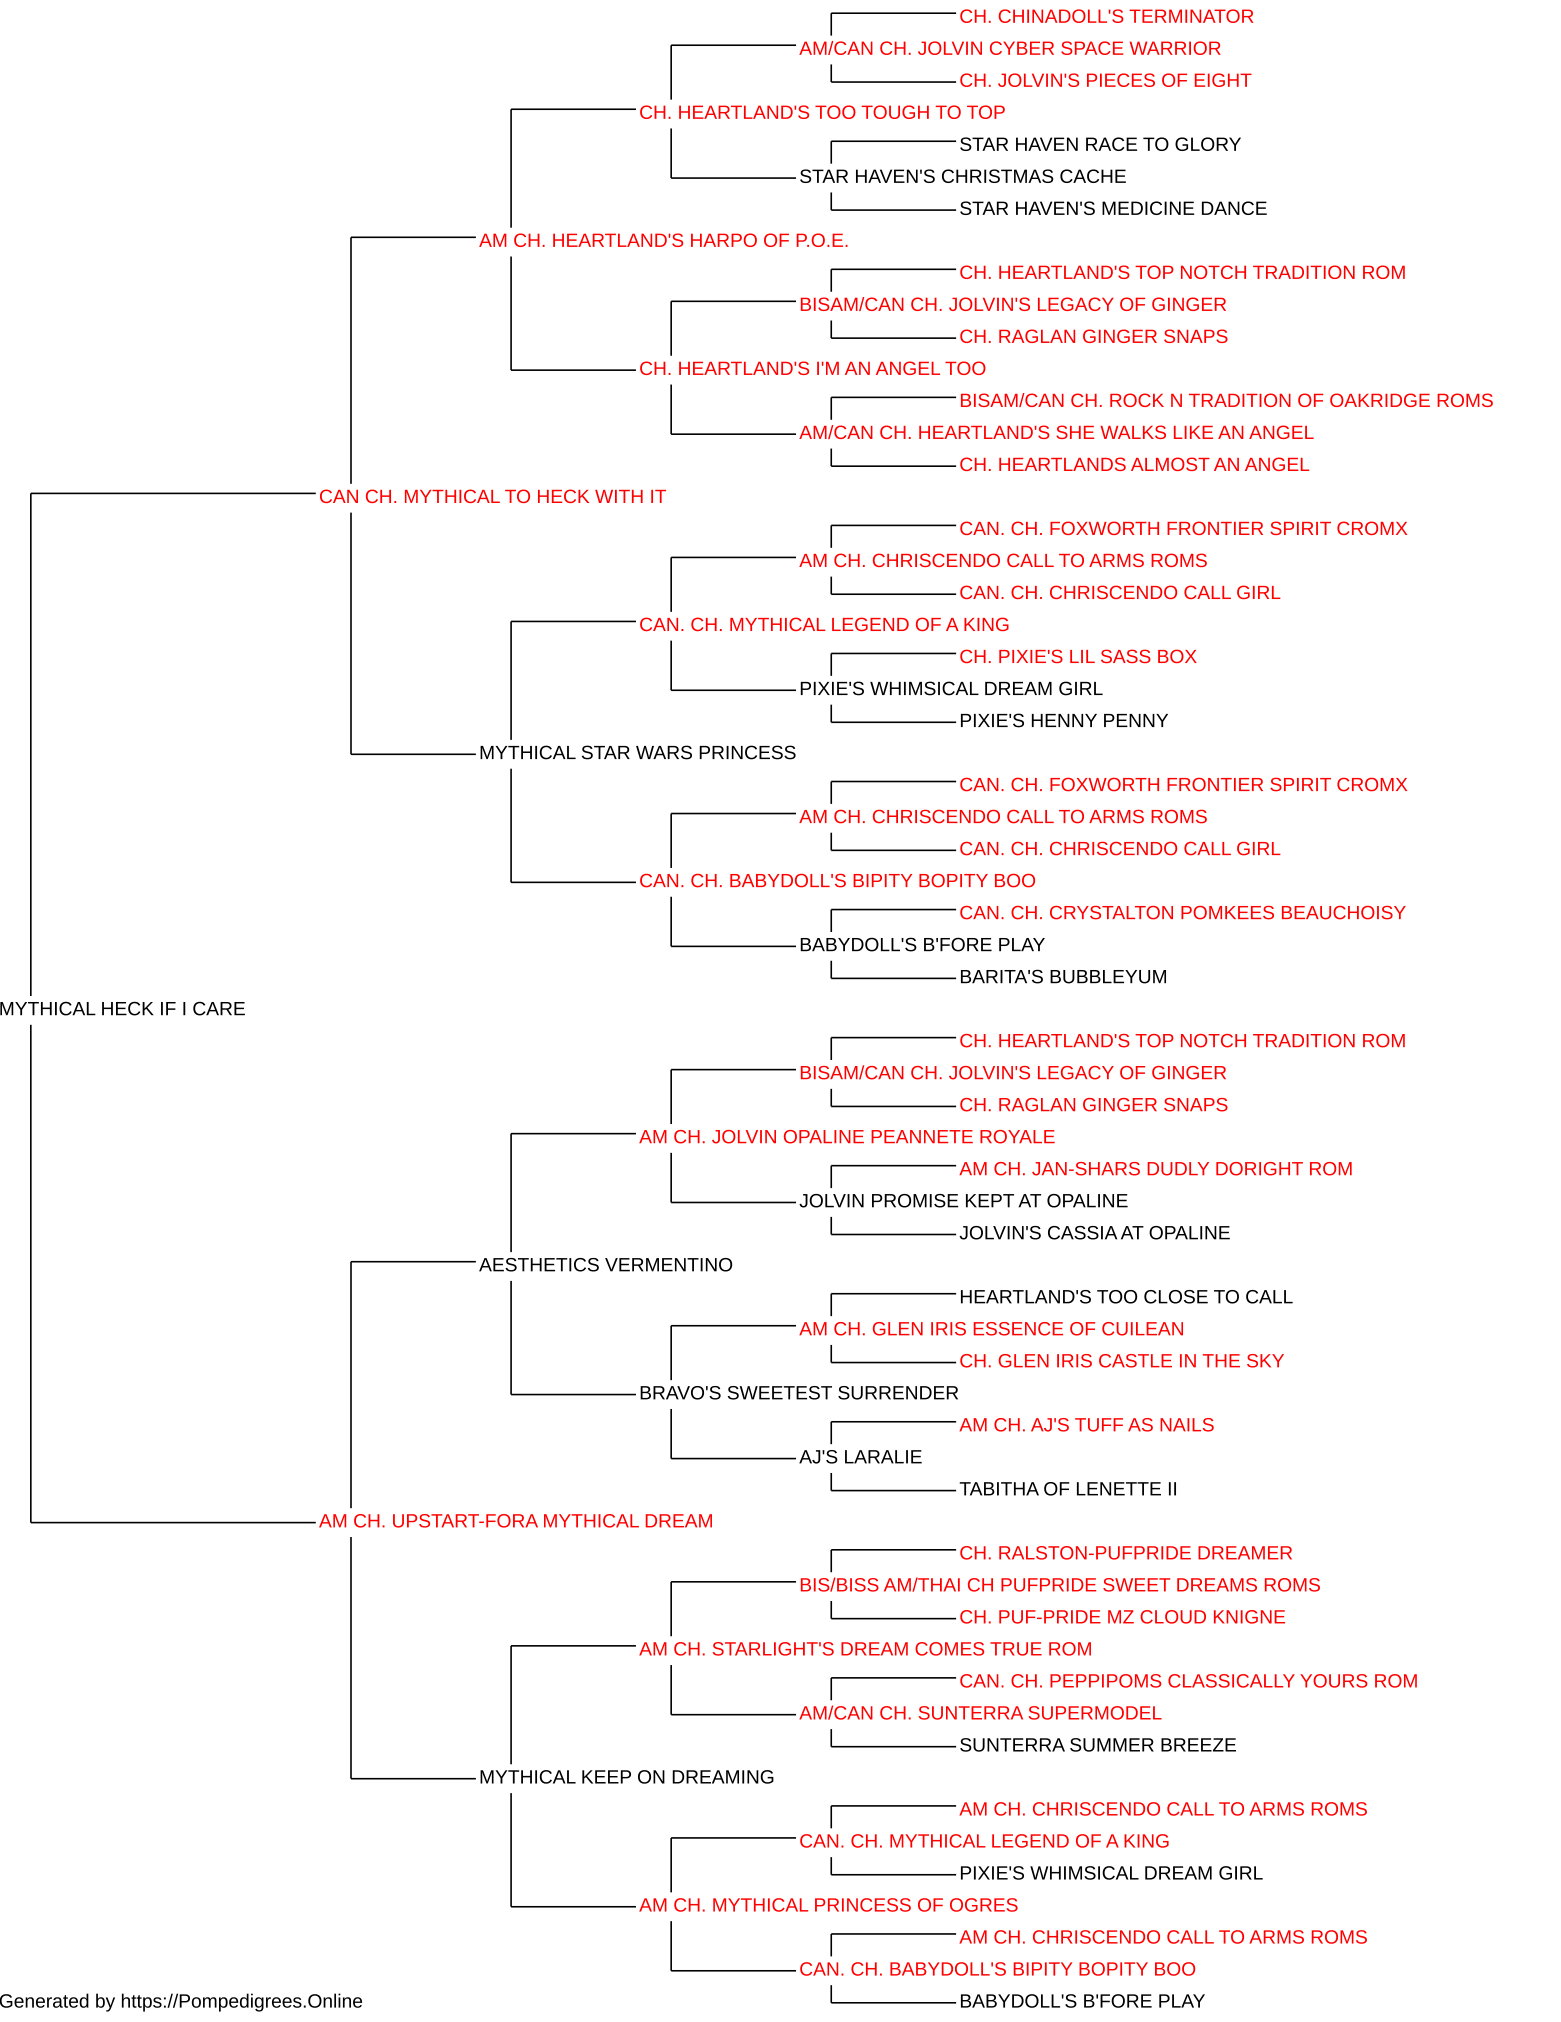 CH. CHINADOLL'S TERMINATOR
AM/CAN CH. JOLVIN CYBER SPACE WARRIOR
CH. JOLVIN'S PIECES OF EIGHT
CH. HEARTLAND'S TOO TOUGH TO TOP
STAR HAVEN RACE TO GLORY
STAR HAVEN'S CHRISTMAS CACHE
STAR HAVEN'S MEDICINE DANCE
AM CH. HEARTLAND'S HARPO OF P.O.E.
CH. HEARTLAND'S TOP NOTCH TRADITION ROM
BISAM/CAN CH. JOLVIN'S LEGACY OF GINGER
CH. RAGLAN GINGER SNAPS
CH. HEARTLAND'S I'M AN ANGEL TOO
BISAM/CAN CH. ROCK N TRADITION OF OAKRIDGE ROMS
AM/CAN CH. HEARTLAND'S SHE WALKS LIKE AN ANGEL
CH. HEARTLANDS ALMOST AN ANGEL
CAN CH. MYTHICAL TO HECK WITH IT
CAN. CH. FOXWORTH FRONTIER SPIRIT CROMX
AM CH. CHRISCENDO CALL TO ARMS ROMS
CAN. CH. CHRISCENDO CALL GIRL
CAN. CH. MYTHICAL LEGEND OF A KING
CH. PIXIE'S LIL SASS BOX
PIXIE'S WHIMSICAL DREAM GIRL
PIXIE'S HENNY PENNY
MYTHICAL STAR WARS PRINCESS
CAN. CH. FOXWORTH FRONTIER SPIRIT CROMX
AM CH. CHRISCENDO CALL TO ARMS ROMS
CAN. CH. CHRISCENDO CALL GIRL
CAN. CH. BABYDOLL'S BIPITY BOPITY BOO
CAN. CH. CRYSTALTON POMKEES BEAUCHOISY
BABYDOLL'S B'FORE PLAY
BARITA'S BUBBLEYUM
MYTHICAL HECK IF I CARE
CH. HEARTLAND'S TOP NOTCH TRADITION ROM
BISAM/CAN CH. JOLVIN'S LEGACY OF GINGER
CH. RAGLAN GINGER SNAPS
AM CH. JOLVIN OPALINE PEANNETE ROYALE
AM CH. JAN-SHARS DUDLY DORIGHT ROM
JOLVIN PROMISE KEPT AT OPALINE
JOLVIN'S CASSIA AT OPALINE
AESTHETICS VERMENTINO
HEARTLAND'S TOO CLOSE TO CALL
AM CH. GLEN IRIS ESSENCE OF CUILEAN
CH. GLEN IRIS CASTLE IN THE SKY
BRAVO'S SWEETEST SURRENDER
AM CH. AJ'S TUFF AS NAILS
AJ'S LARALIE
TABITHA OF LENETTE II
AM CH. UPSTART-FORA MYTHICAL DREAM
CH. RALSTON-PUFPRIDE DREAMER
BIS/BISS AM/THAI CH PUFPRIDE SWEET DREAMS ROMS
CH. PUF-PRIDE MZ CLOUD KNIGNE
AM CH. STARLIGHT'S DREAM COMES TRUE ROM
CAN. CH. PEPPIPOMS CLASSICALLY YOURS ROM
AM/CAN CH. SUNTERRA SUPERMODEL
SUNTERRA SUMMER BREEZE
MYTHICAL KEEP ON DREAMING
AM CH. CHRISCENDO CALL TO ARMS ROMS
CAN. CH. MYTHICAL LEGEND OF A KING
PIXIE'S WHIMSICAL DREAM GIRL
AM CH. MYTHICAL PRINCESS OF OGRES
AM CH. CHRISCENDO CALL TO ARMS ROMS
CAN. CH. BABYDOLL'S BIPITY BOPITY BOO
BABYDOLL'S B'FORE PLAY
Generated by https://Pompedigrees.Online